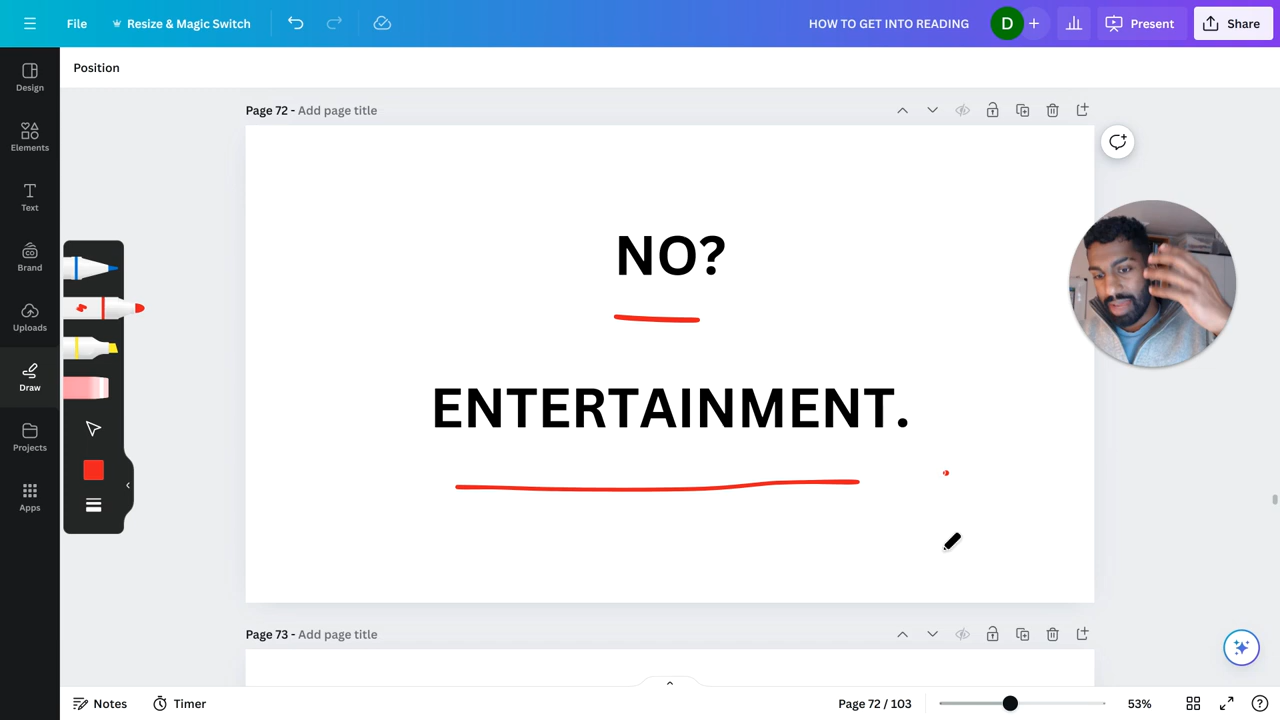 File
Resize & Magic Switch
HOW TO GET INTO READING
D
Present
Share
Position
Design
Elements
Text
Brand
Uploads
Draw
Projects
Apps
Page 72 - Add page title
NO?
ENTERTAINMENT.
Page 73 - Add page title
Notes
Timer
Page 72 / 103
53%